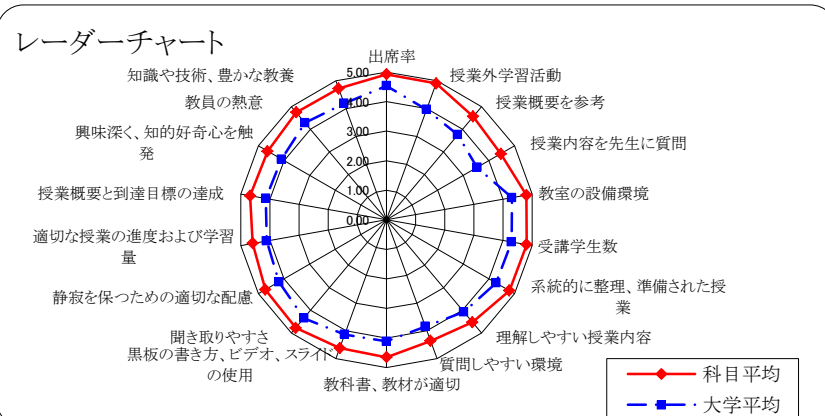 レーダーチャート
出席率
授業外学習活動
授業概要を参考
授業内容を先生に質問
教室の設備環境
受講学生数
系統的に整理、準備された授
業
理解しやすい授業内容
質問しやすい環境
教科書、教材が適切
黒板の書き方、ビデオ、スライド
の使用
聞き取りやすさ
静寂を保つための適切な配慮
適切な授業の進度および学習
量
授業概要と到達目標の達成
興味深く、知的好奇心を触
発
教員の熱意
知識や技術、豊かな教養
5.00
4.00
3.00
2.00
1.00
0.00
科目平均
大学平均